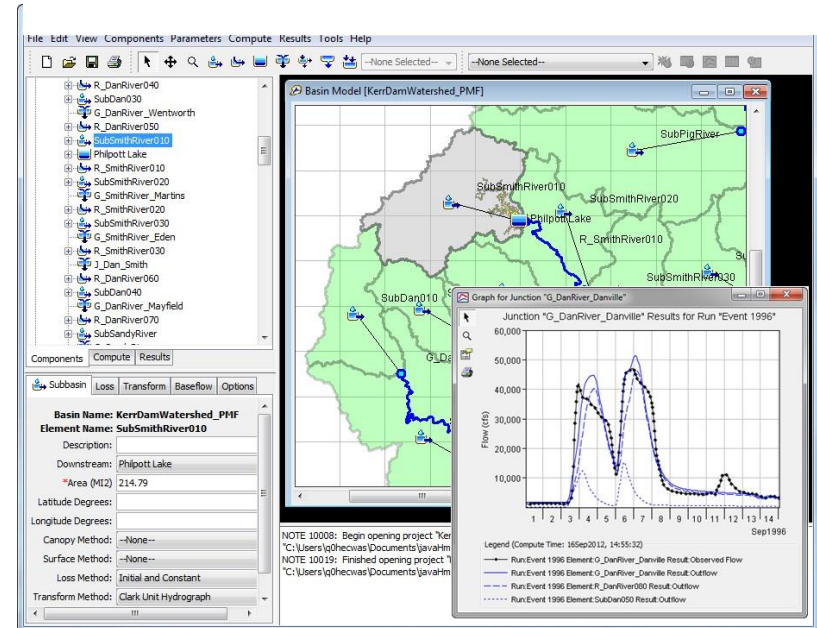 File Edit View Components Parameters Compute Results Tools Help
--None Selected-- --None Selected--
R_DanRiver040
SubDan030
G_DanRiver_Wentworth
R_DanRiver050
SubSmithRiver010
Philpott Lake
R_SmithRiver010
SubSmithRiver020
G_SmithRiver_Martins
R_SmithRiver020
SubSmithRiver030
G_SmithRiver_Eden
R_SmithRiver030
J_Dan_Smith
R_DanRiver060
SubDan040
G_DanRiver_Mayfield
R_DanRiver070
SubSandyRiver
Components Compute Results
Subbasin Loss Transform Baseflow Options
Basin Name: KerrDamWatershed_PMF
Element Name: SubSmithRiver010
Description:
Downstream: Philpott Lake
*Area (MI2) 214.79
Latitude Degrees:
Longitude Degrees:
Canopy Method: --None--
Surface Method: --None--
Loss Method: Initial and Constant
Transform Method: Clark Unit Hydrograph
Basin Model [KerrDamWatershed_PMF]
SubPigRiver
SubSmithRiver010
SubSmithRiver020
Philpott Lake
R_SmithRiver010
SubSmithRiver030
SubDan010
G_Da
NOTE 10008: Begin opening project "Ker
"C:\Users\q0hecwas\Documents\javaHm
NOTE 10019: Finished opening project "
"C:\Users\q0hecwas\Documents\javaHm
Graph for Junction "G_DanRiver_Danville"
Junction "G_DanRiver_Danville" Results for Run "Event 1996"
60,000
50,000
40,000
30,000
20,000
10,000
Flow (cfs)
1 2 3 4 5 6 7 8 9 10 11 12 13 14
Sep1996
Legend (Compute Time: 16Sep2012, 14:55:32)
Run:Event 1996 Element:G_DanRiver_Danville Result:Observed Flow
Run:Event 1996 Element:G_DanRiver_Danville Result:Outflow
Run:Event 1996 Element:R_DanRiver080 Result:Outflow
Run:Event 1996 Element:SubDan050 Result:Outflow